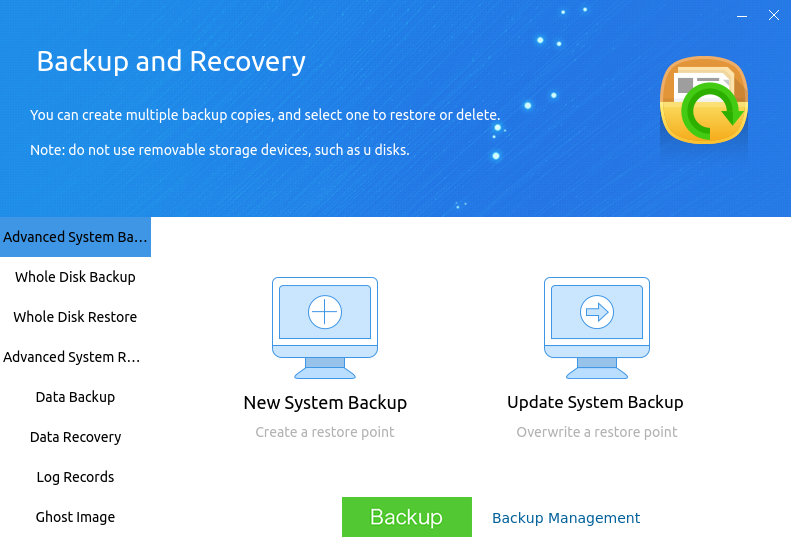 Backup and Recovery
You can create multiple backup copies, and select one to restore or delete.
Note: do not use removable storage devices, such as u disks.
Advanced System Ba...
Whole Disk Backup
Whole Disk Restore
Advanced System R...
Data Backup
Data Recovery
Log Records
Ghost Image
New System Backup
Create a restore point
Update System Backup
Overwrite a restore point
Backup
Backup Management